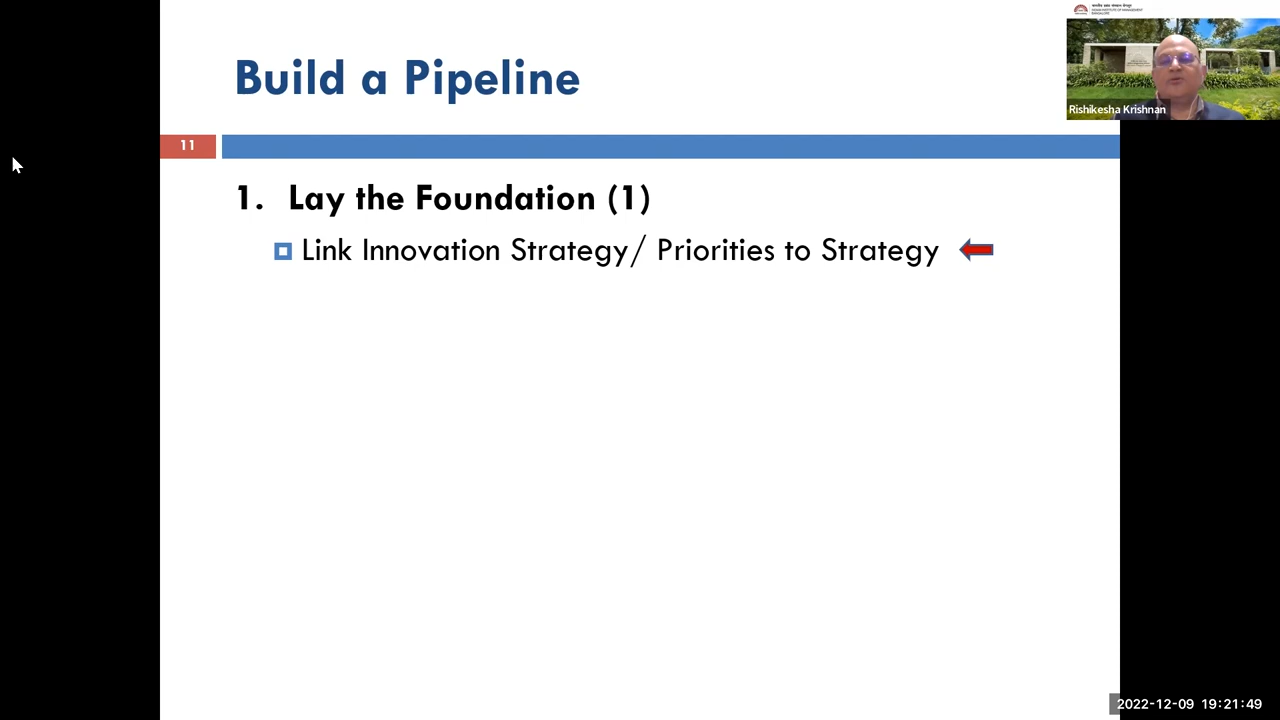 Build a Pipeline
Rishikesha Krishnan
11
1. Lay the Foundation (1)
Link Innovation Strategy/ Priorities to Strategy
2022-12-09 19:21:49